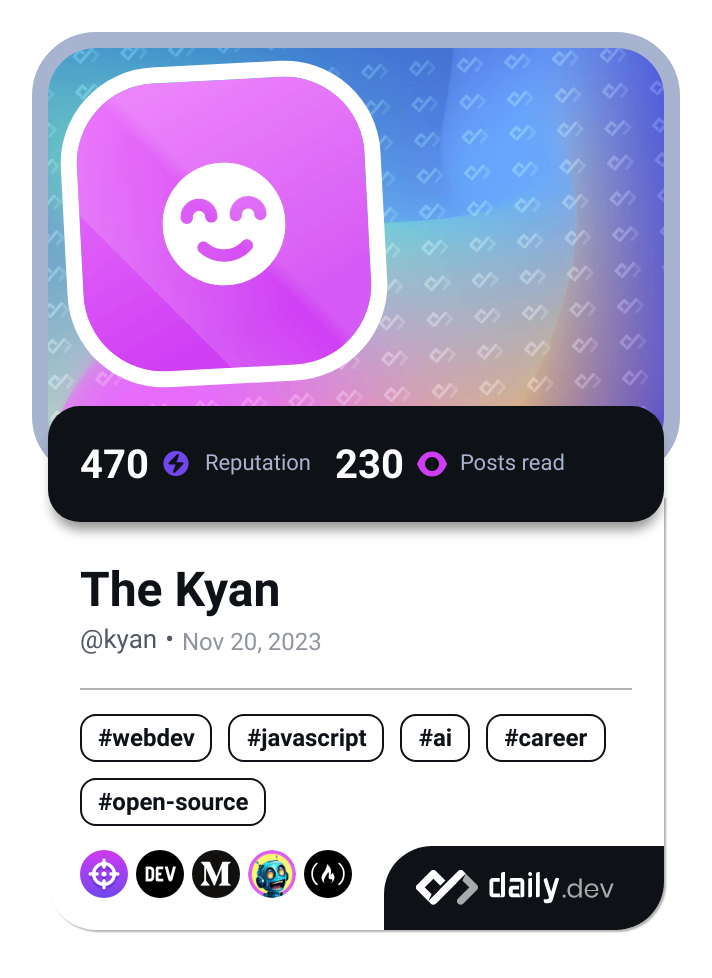 470 Reputation 230 Posts read
The Kyan
@kyan • Nov 20, 2023
#webdev #javascript #ai #career
#open-source
DEV M daily.dev